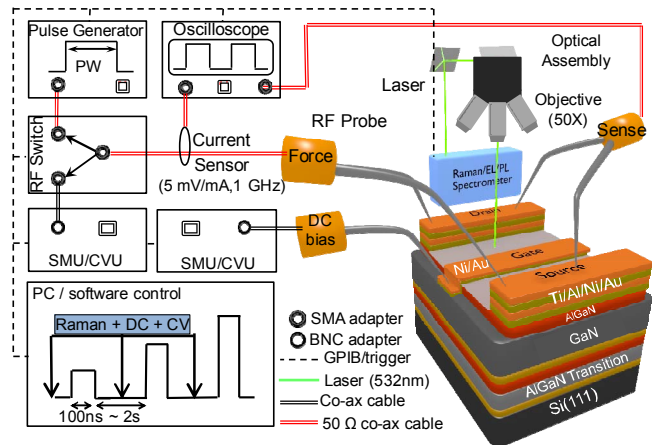 Pulse Generator
PW
Oscilloscope
Optical
Assembly
Laser
Objective
(50X)
RF Switch
Current
Sensor
(5 mV/mA,1 GHz)
RF Probe
Force
Sense
Raman/EL/PL
Spectrometer
SMU/CVU
SMU/CVU
DC
bias
Drain
Gate
Ni/Au
Source
Ti/Al/Ni/Au
AlGaN
GaN
AlGaN Transition
Si(111)
PC / software control
Raman + DC + CV
100ns ~ 2s
SMA adapter
BNC adapter
GPIB/trigger
Laser (532nm)
Co-ax cable
50 Ω co-ax cable